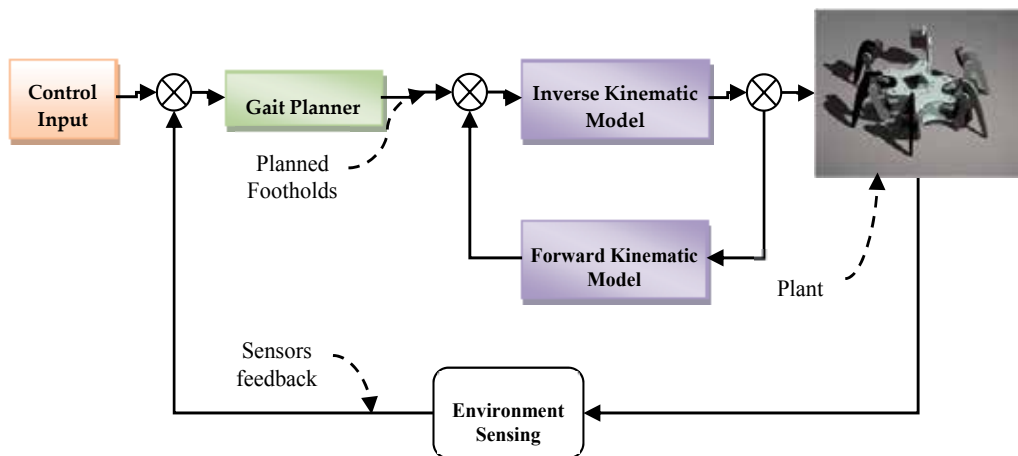 Control
Input
Gait Planner
Inverse Kinematic
Model
Planned
Footholds
Forward Kinematic
Model
Plant
Sensors
feedback
Environment
Sensing